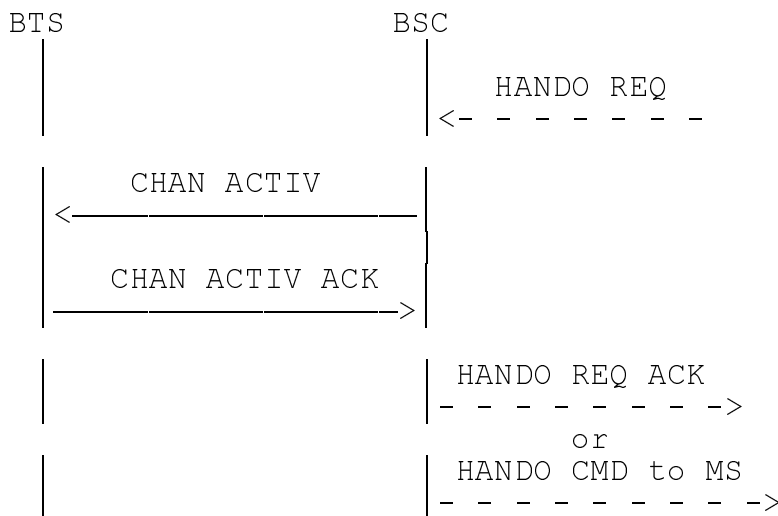 BTS BSC
HANDO REQ
CHAN ACTIV
CHAN ACTIV ACK
HANDO REQ ACK
or
HANDO CMD to MS